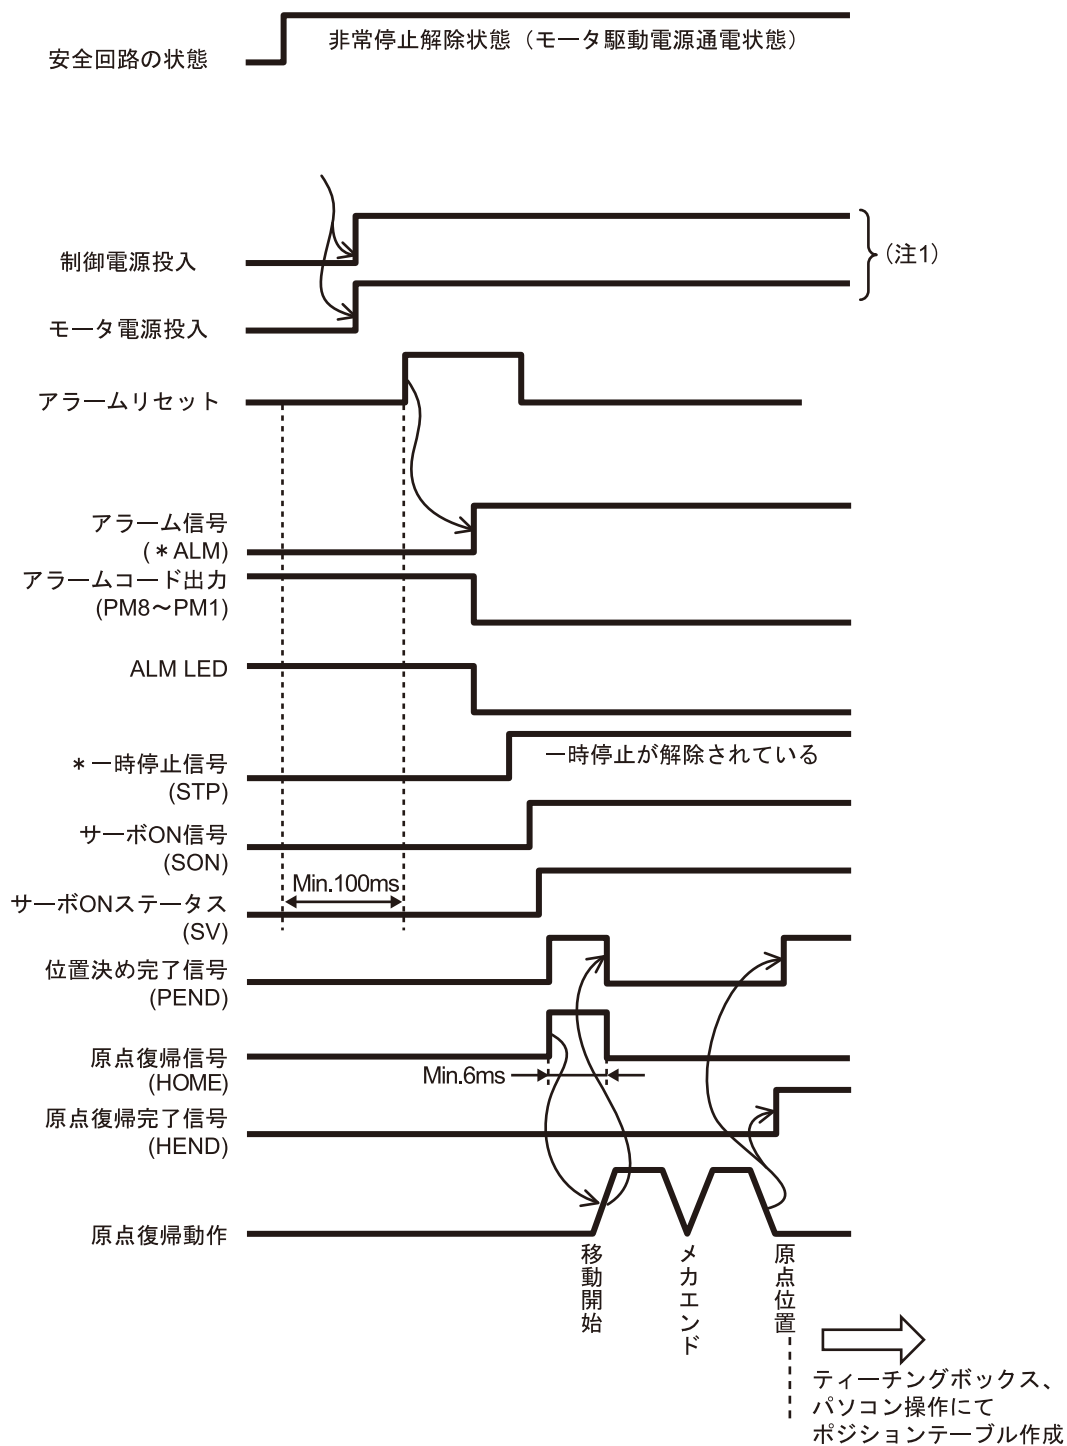 非常停止解除状態（モータ駆動電源通電状態）
安全回路の状態
制御電源投入
（注1）
モータ電源投入
アラームリセット
アラーム信号
(＊ALM)
アラームコード出力
(PM8〜PM1)
ALM LED
＊一時停止信号
(STP)
一時停止が解除されている
サーボON信号
(SON)
Min.100ms
サーボONステータス
(SV)
位置決め完了信号
(PEND)
原点復帰信号
(HOME)
Min.6ms
原点復帰完了信号
(HEND)
原点復帰動作
移動開始
メカエンド
原点位置
ティーチングボックス、
パソコン操作にて
ポジションテーブル作成